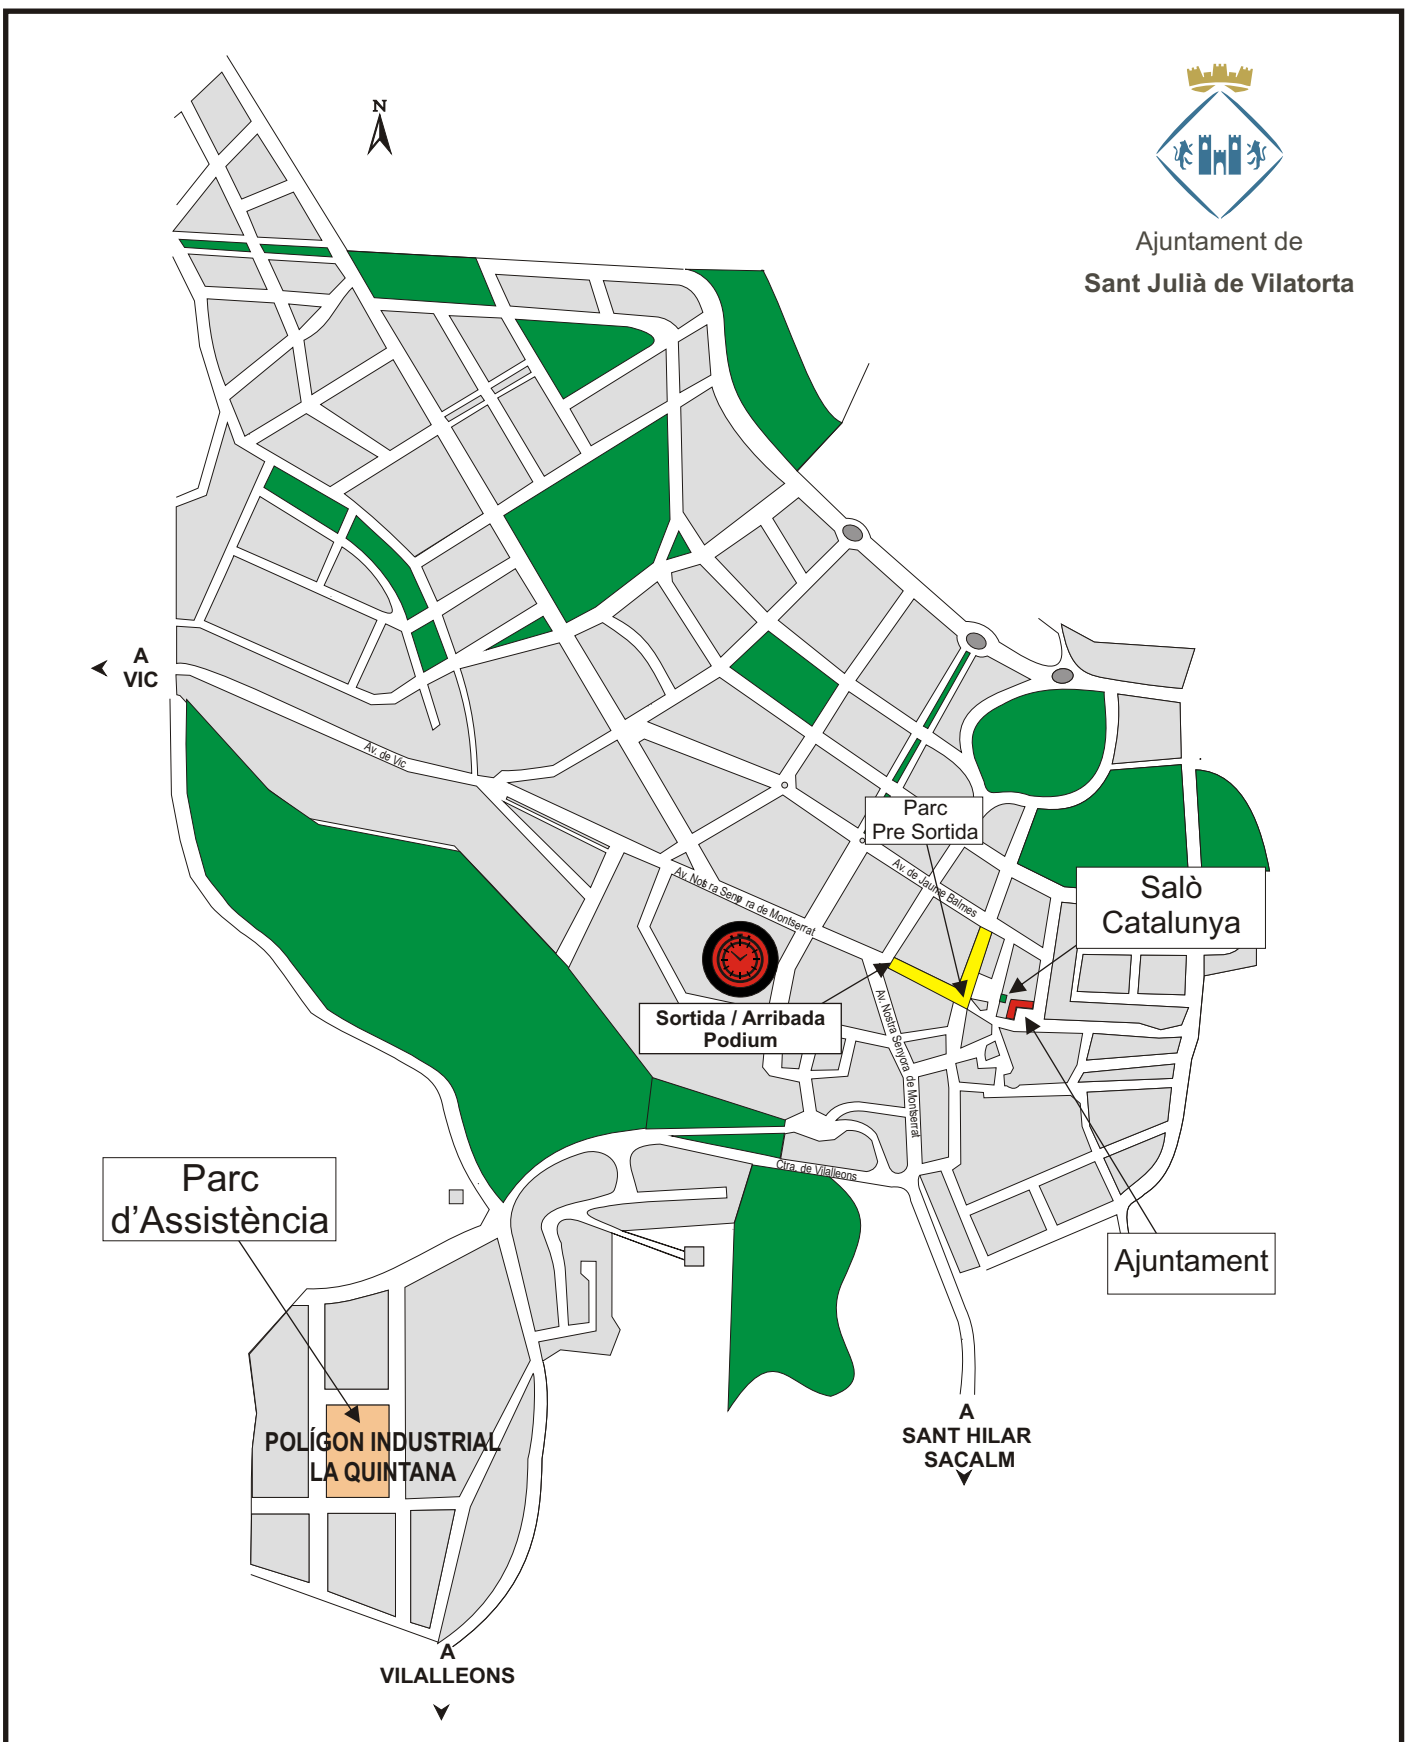 N
Ajuntament de
Sant Julià de Vilatorta
A
VIC
Av. de Vic
Parc
Pre Sortida
Av. de Jaume Balmes
Salò
Catalunya
Av. Nostra Senyora de Montserrat
Sortida / Arribada
Podium
Av. Nostra Senyora de Montserrat
Ctra. de Vilalleons
Parc
d’Assistència
Ajuntament
POLÍGON INDUSTRIAL
LA QUINTANA
A
SANT HILAR
SACALM
A
VILALLEONS